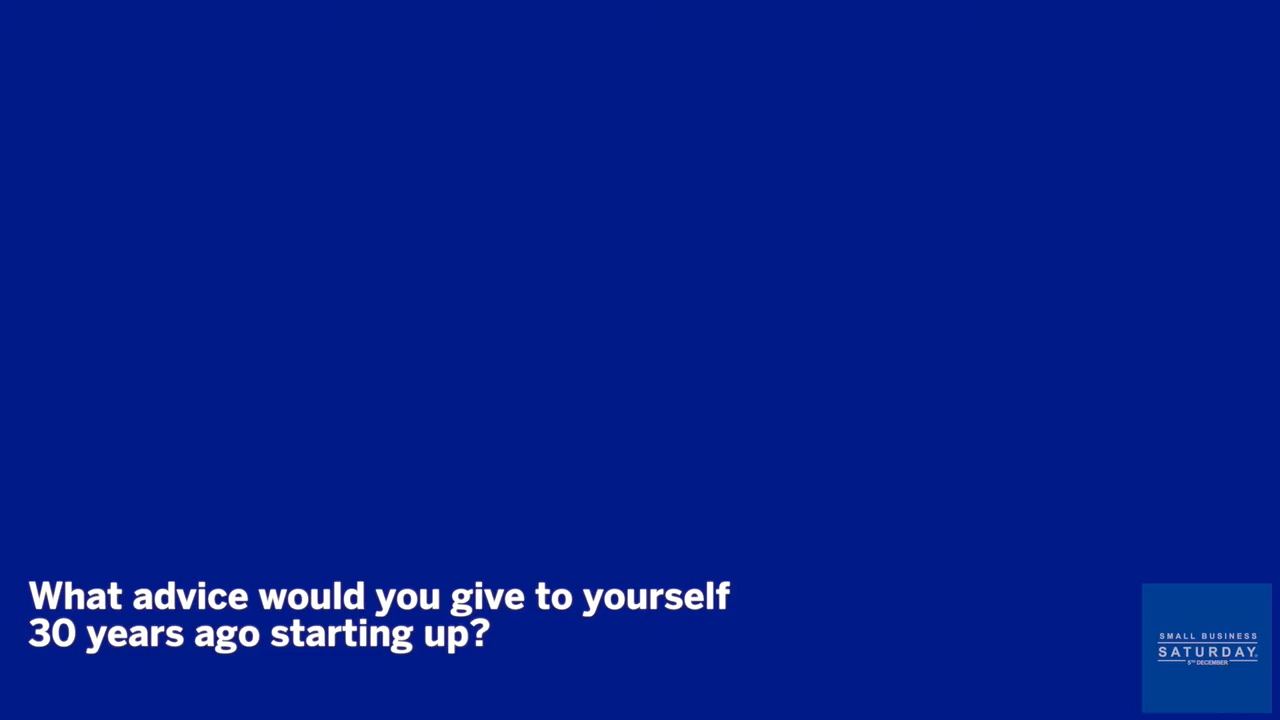 What advice would you give to yourself
30 years ago starting up?
SMALL BUSINESS
SATURDAY
5TH DECEMBER